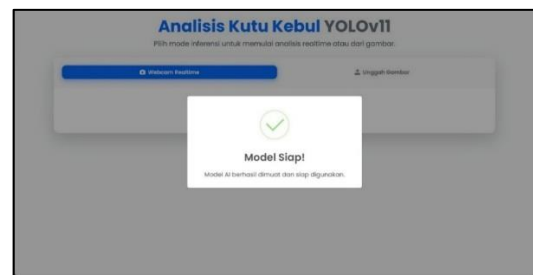 Analisis Kutu Kebul YOLOv11
Pilih mode inferensi untuk memulai analisis realtime atau dari gambar.
Webcam Realtime
Unggah Gambar
Model Siap!
Model AI berhasil dimuat dan siap digunakan.